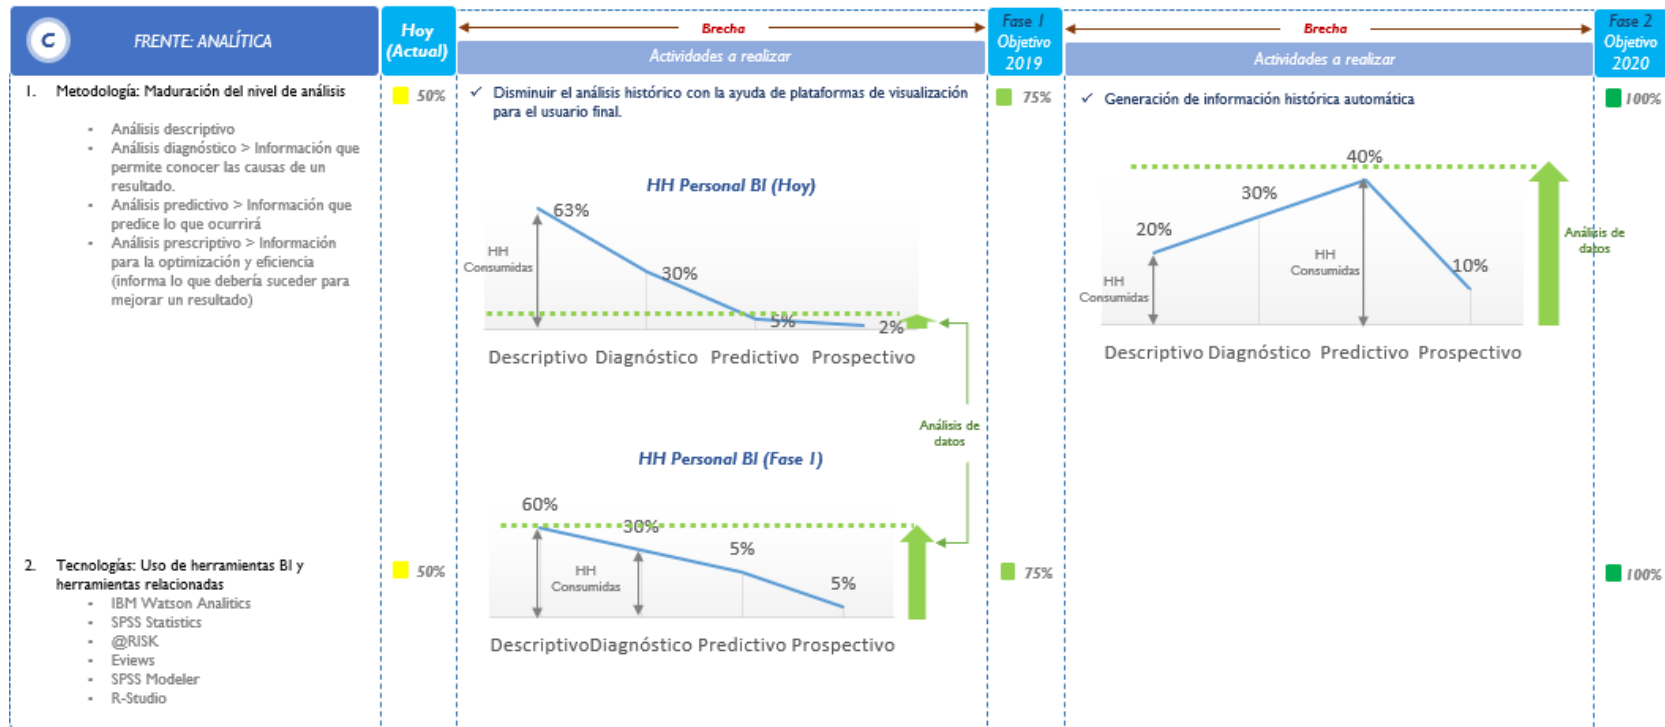 C
FRENTE: ANALÍTICA
Hoy
(Actual)
Brecha
Actividades a realizar
Fase 1
Objetivo
2019
Brecha
Actividades a realizar
Fase 2
Objetivo
2020
1. Metodología: Maduración del nivel de análisis
- Análisis descriptivo
- Análisis diagnóstico > Información que
permite conocer las causas de un
resultado.
- Análisis predictivo > Información que
predice lo que ocurrirá
- Análisis prescriptivo > Información
para la optimización y eficiencia
(informa lo que debería suceder para
mejorar un resultado)
50%
✓ Disminuir el análisis histórico con la ayuda de plataformas de visualización
para el usuario final.
HH Personal BI (Hoy)
63%
HH
Consumidas
30%
5%
2%
Descriptivo Diagnóstico Predictivo Prospectivo
Análisis de
datos
HH Personal BI (Fase 1)
60%
30%
5%
5%
HH
Consumidas
Descriptivo Diagnóstico Predictivo Prospectivo
75%
✓ Generación de información histórica automática
40%
30%
20%
10%
HH
Consumidas
HH
Consumidas
Análisis de
datos
Descriptivo Diagnóstico Predictivo Prospectivo
100%
2. Tecnologías: Uso de herramientas BI y
herramientas relacionadas
- IBM Watson Analitics
- SPSS Statistics
- @RISK
- Eviews
- SPSS Modeler
- R-Studio
50%
75%
100%